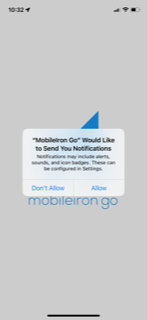 10:32
"MobileIron Go" Would Like
to Send You Notifications
Notifications may include alerts,
sounds, and icon badges. These can
be configured in Settings.
Don't Allow Allow
mobileiron go